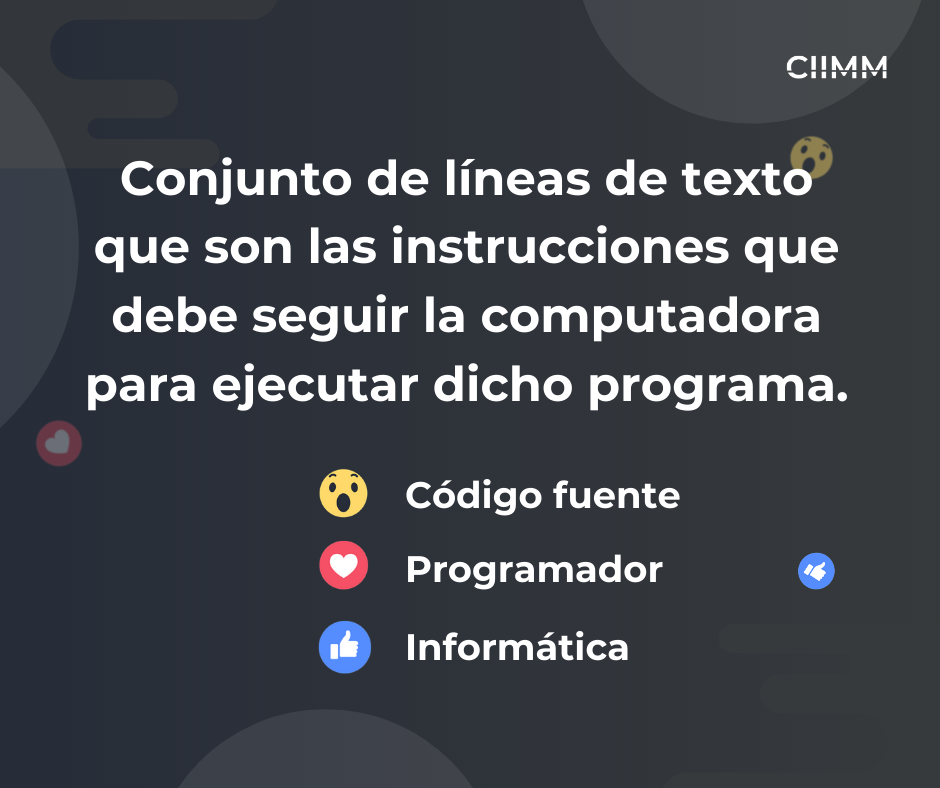 CIIMM
Conjunto de líneas de texto
que son las instrucciones que
debe seguir la computadora
para ejecutar dicho programa.
Código fuente
Programador
Informática